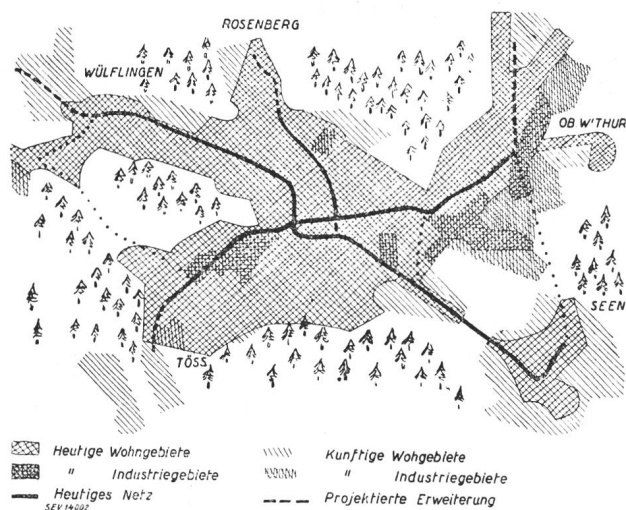 ROSENBERG
WÜLFLINGEN
OB W'THUR
SEEN
TÖSS
Heutige Wohngebiete
" Industriegebiete
Heutiges Netz
SEV 14002
Kunftige Wohgebiete
" Industriegebiete
Projektierte Erweiterung